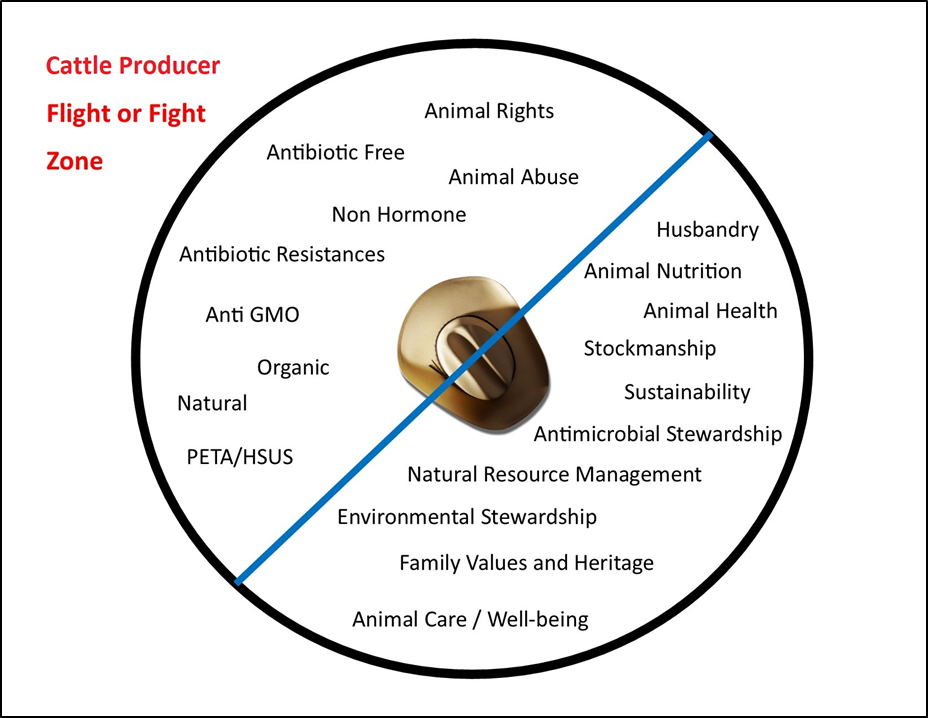 Cattle Producer
Flight or Fight
Zone
Animal Rights
Antibiotic Free
Animal Abuse
Non Hormone
Antibiotic Resistances
Anti GMO
Organic
Natural
PETA/HSUS
Husbandry
Animal Nutrition
Animal Health
Stockmanship
Sustainability
Antimicrobial Stewardship
Natural Resource Management
Environmental Stewardship
Family Values and Heritage
Animal Care / Well-being